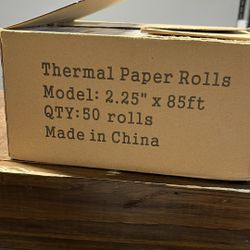 Thermal Paper Rolls
Model: 2.25" x 85ft
QTY:50 rolls
Made in China